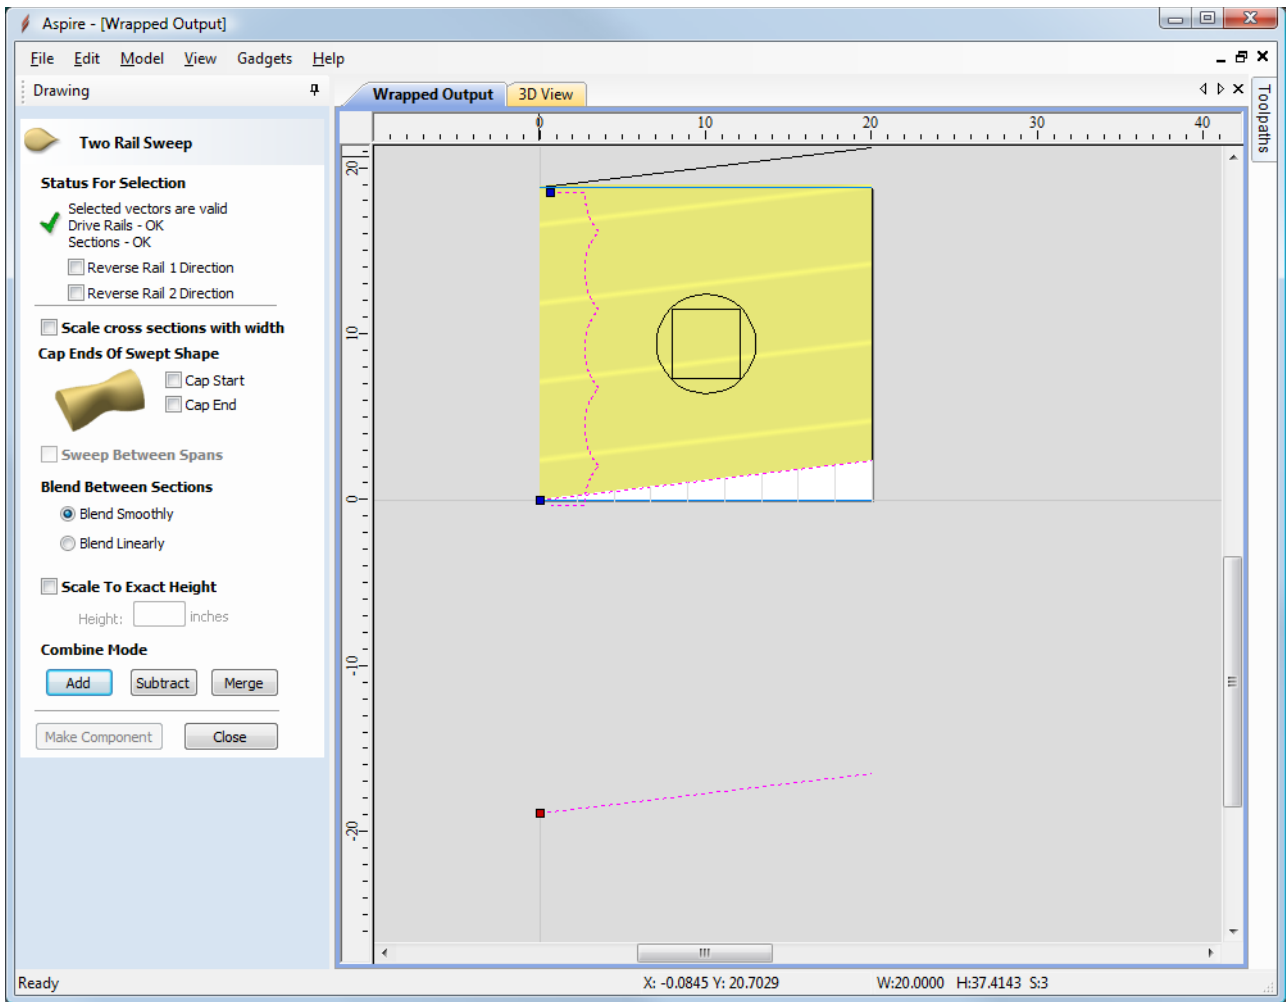 Aspire - [Wrapped Output]
File Edit Model View Gadgets Help
Drawing
Wrapped Output 3D View
Toolpaths
Two Rail Sweep
Status For Selection
Selected vectors are valid
Drive Rails - OK
Sections - OK
Reverse Rail 1 Direction
Reverse Rail 2 Direction
Scale cross sections with width
Cap Ends Of Swept Shape
Cap Start
Cap End
Sweep Between Spans
Blend Between Sections
Blend Smoothly
Blend Linearly
Scale To Exact Height
Height: inches
Combine Mode
Add Subtract Merge
Make Component Close
0 10 20 30 40
20
10
0
-10
-20
Ready X: -0.0845 Y: 20.7029 W:20.0000 H:37.4143 S:3